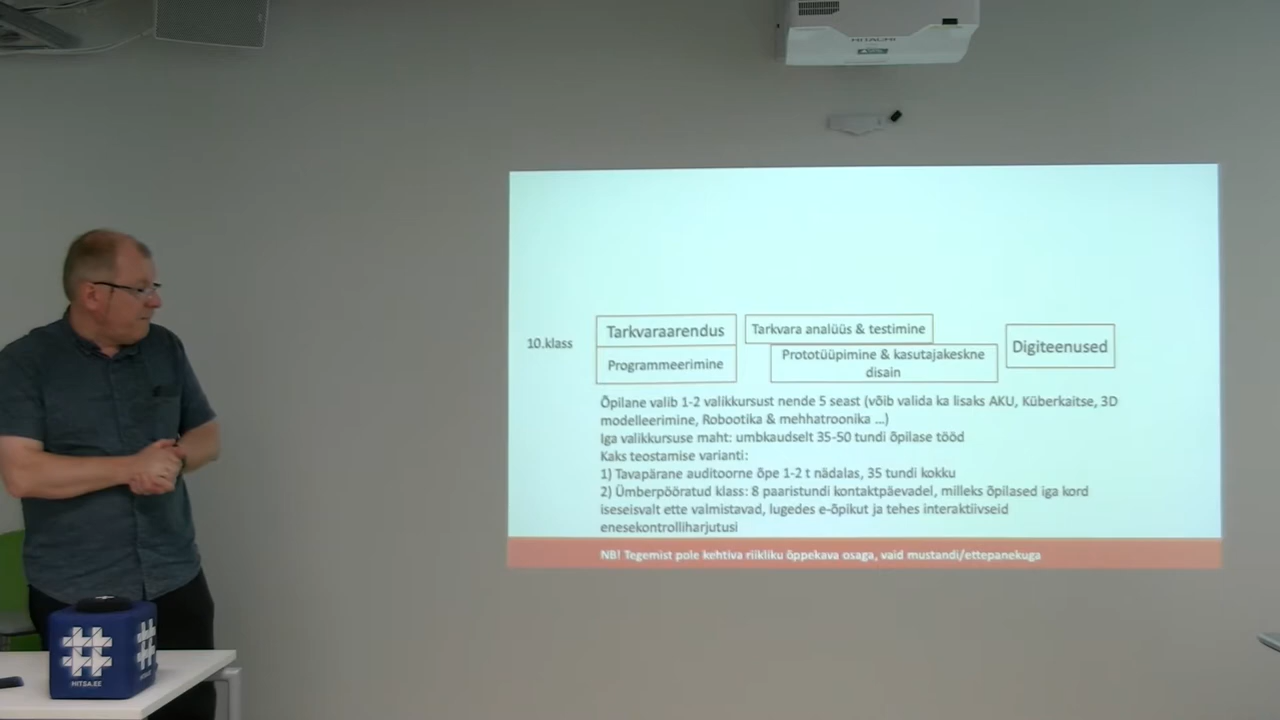 HITACHI
10.klass
Tarkvaraarendus
Programmeerimine
Tarkvara analüüs & testimine
Prototüüpimine & kasutajakeskne
disain
Digiteenused
Õpilane valib 1-2 valikkursust nende 5 seast (võib valida ka lisaks AKU, Küberkaitse, 3D
modelleerimine, Robootika & mehhatroonika ...)
Iga valikkursuse maht: umbkaudselt 35-50 tundi õpilase tööd
Kaks teostamise varianti:
1) Tavapärane auditoorne õpe 1-2 t nädalas, 35 tundi kokku
2) Ümberpööratud klass: 8 paaristundi kontaktpäevadel, milleks õpilased iga kord
iseseisvalt ette valmistavad, lugedes e-õpikut ja tehes interaktiivseid
enesekontrolliharjutusi
NB! Tegemist pole kehtiva riikliku õppekava osaga, vaid mustandi/ettepanekuga
HITSA.EE